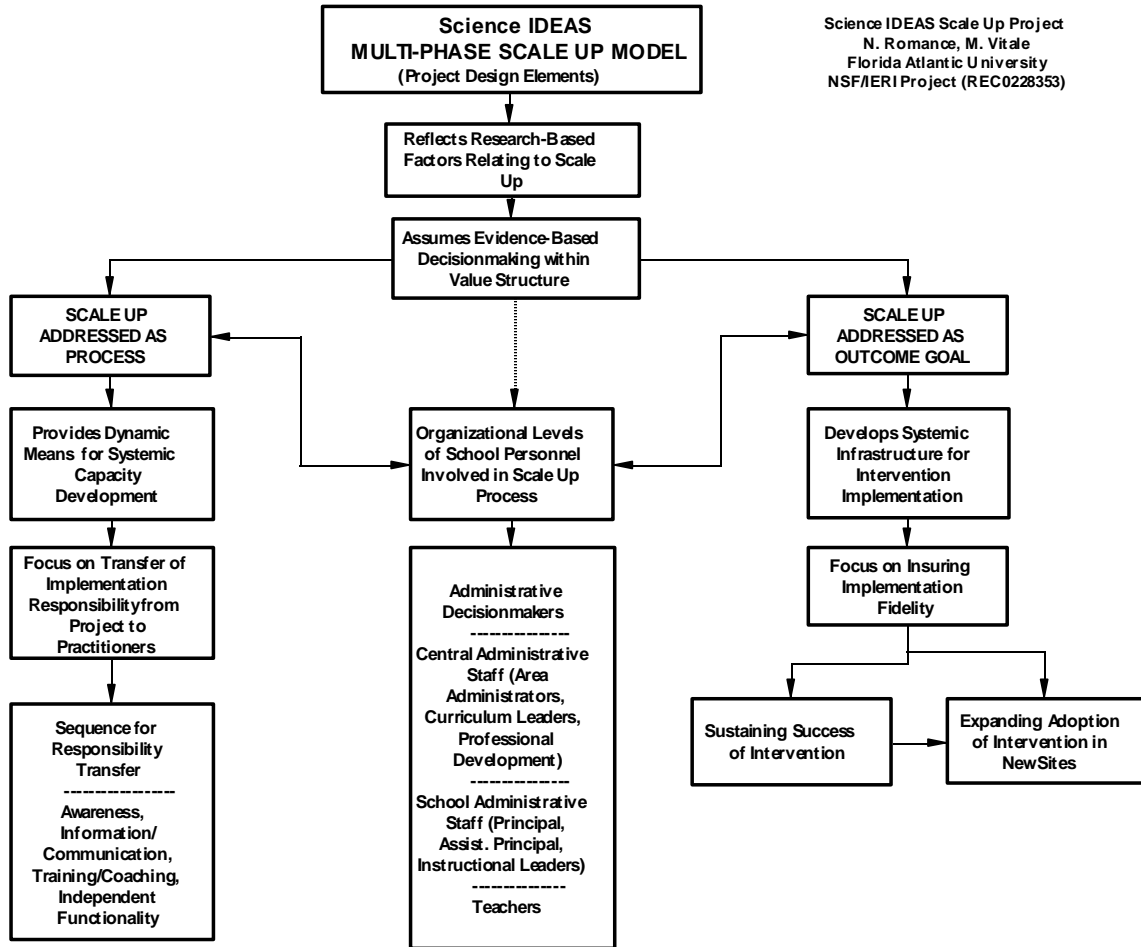 Science IDEAS
MULTI-PHASE SCALE UP MODEL
(Project Design Elements)
Science IDEAS Scale Up Project
N. Romance, M. Vitale
Florida Atlantic University
NSF/IERI Project (REC0228353)
Reflects Research-Based
Factors Relating to Scale
Up
Assumes Evidence-Based
Decisionmaking within
Value Structure
SCALE UP
ADDRESSED AS
PROCESS
SCALE UP
ADDRESSED AS
OUTCOME GOAL
Provides Dynamic
Means for Systemic
Capacity
Development
Organizational Levels
of School Personnel
Involved in Scale Up
Process
Develops Systemic
Infrastructure for
Intervention
Implementation
Focus on Transfer of
Implementation
Responsibility from
Project to
Practitioners
Administrative
Decisionmakers
----------------
Central Administrative
Staff (Area
Administrators,
Curriculum Leaders,
Professional
Development)
----------------
School Administrative
Staff (Principal,
Assist. Principal,
Instructional Leaders)
---------------
Teachers
Focus on Insuring
Implementation
Fidelity
Sequence for
Responsibility
Transfer
------------------
Awareness,
Information/
Communication,
Training/Coaching,
Independent
Functionality
Sustaining Success
of Intervention
Expanding Adoption
of Intervention in
New Sites